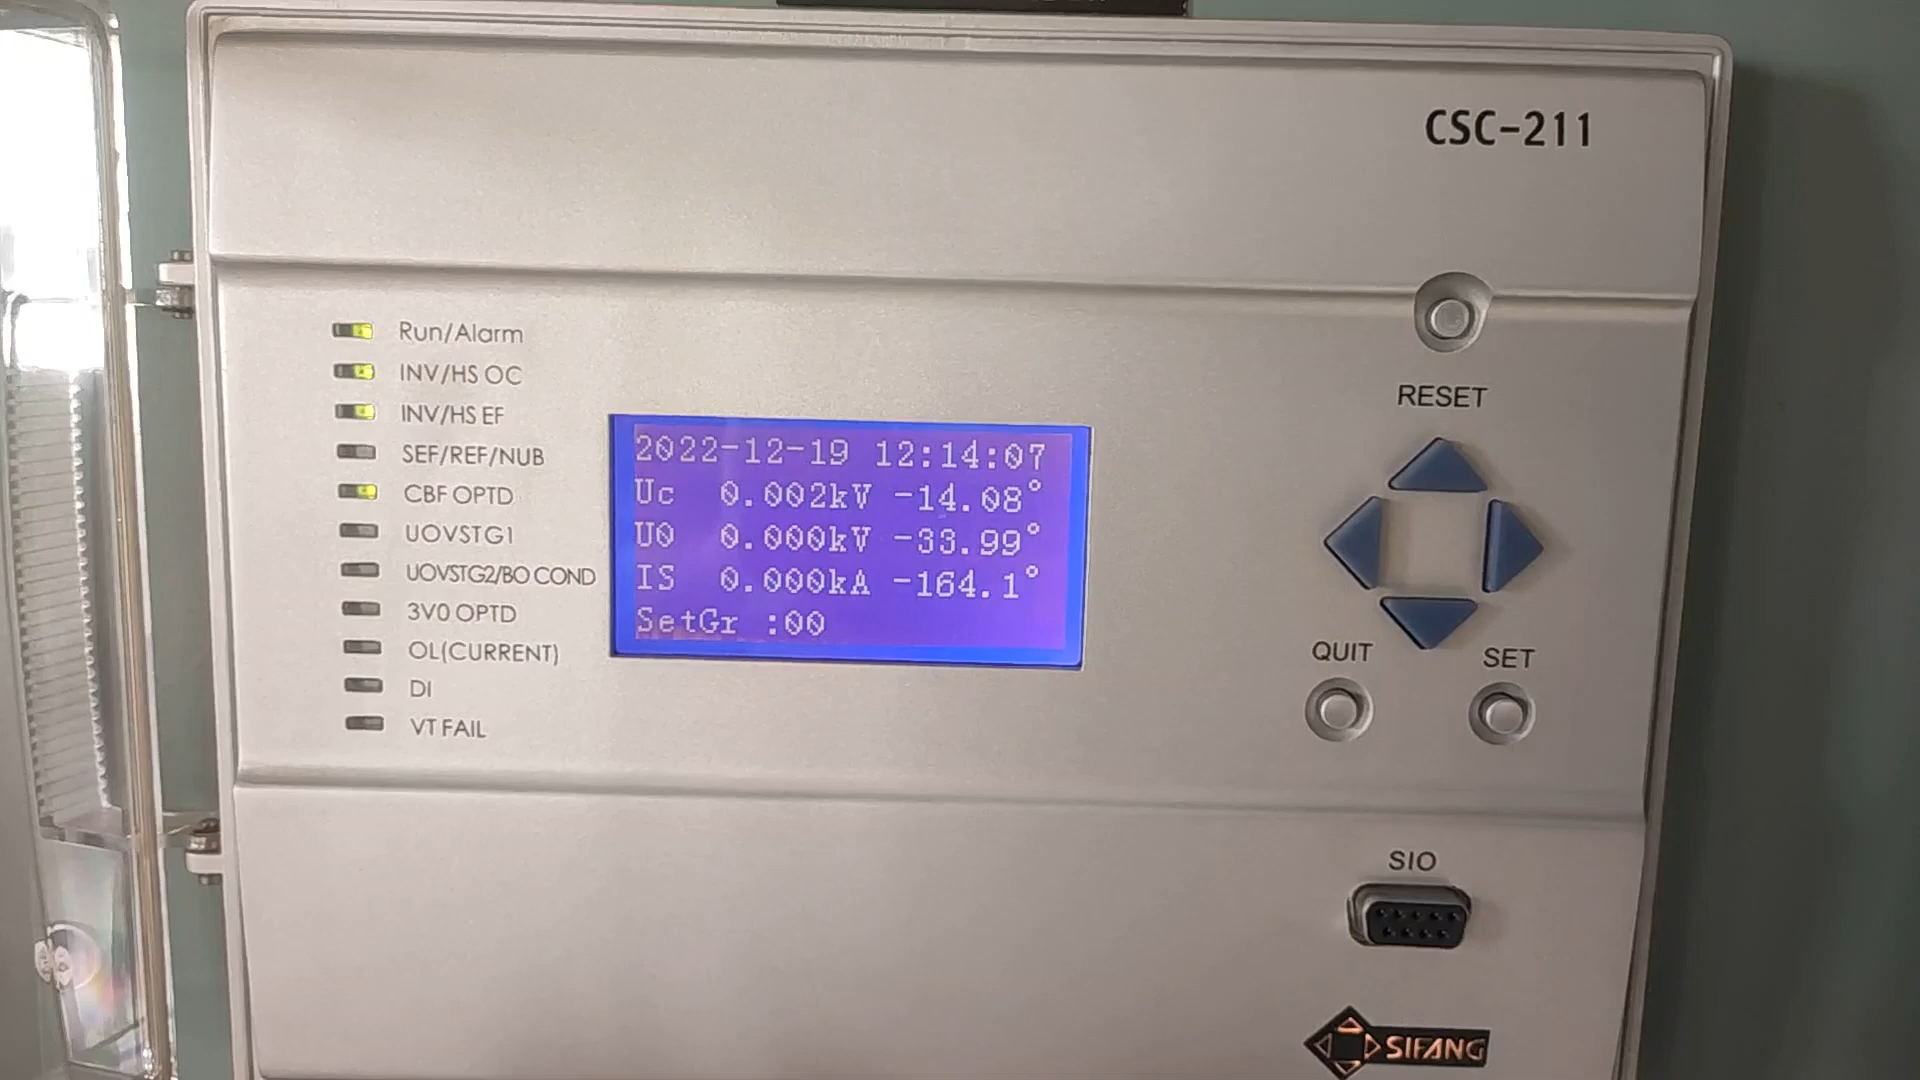 CSC-211
Run/Alarm
INV/HS OC
INV/HS EF
SEF/REF/NUB
CBF OPTD
UOVSTG1
UOVSTG2/BO COND
3V0 OPTD
OL(CURRENT)
DI
VT FAIL
2022-12-19 12:14:07
Uc 0.002kV -14.08°
U0 0.000kV -33.99°
IS 0.000kA -164.1°
SetGr :00
RESET
QUIT
SET
SIO
SIFANG